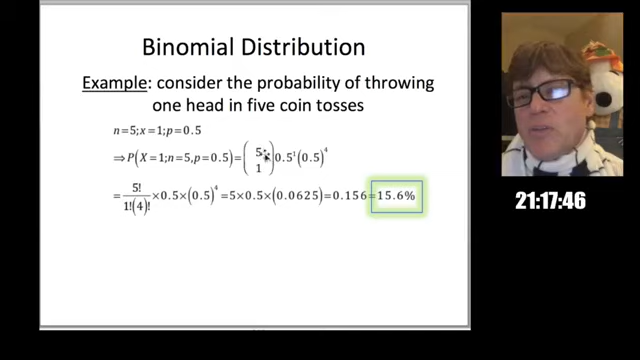 Binomial Distribution
Example: consider the probability of throwing
one head in five coin tosses
n=5;x=1;p=0.5
⇒ P(X=1;n=5,p=0.5)=(5 1)0.5¹(0.5)⁴
=5!/1!(4)!×0.5×(0.5)⁴=5×0.5×(0.0625)=0.156=15.6%
21:17:46